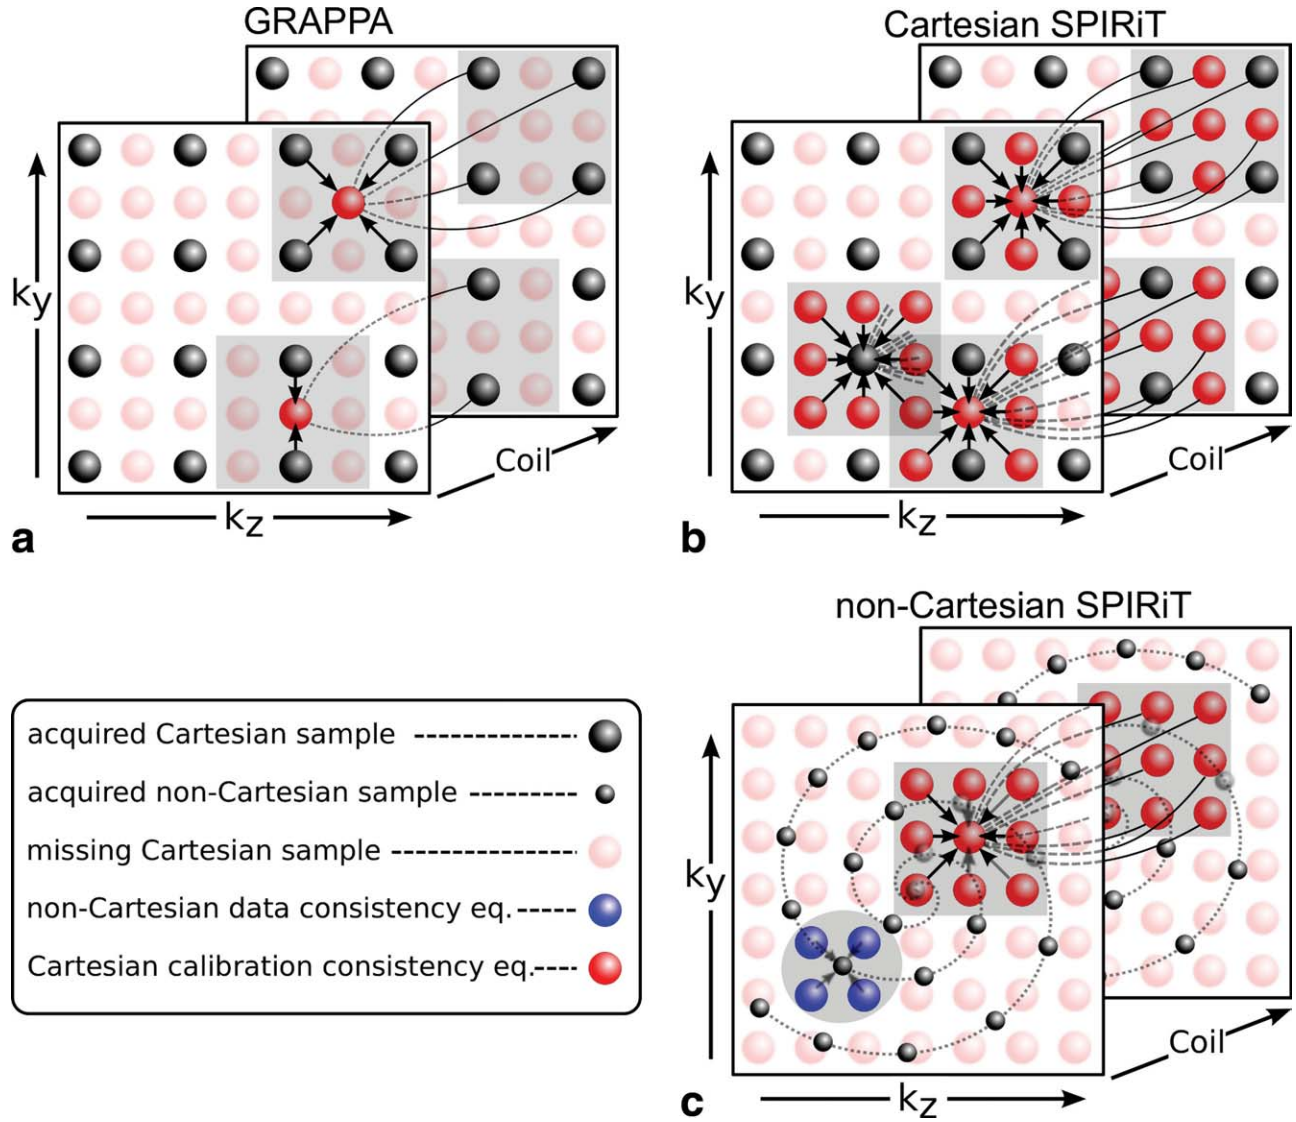 GRAPPA
Cartesian SPIRiT
ky
kz
Coil
a
ky
kz
Coil
b
non-Cartesian SPIRiT
acquired Cartesian sample
acquired non-Cartesian sample
missing Cartesian sample
non-Cartesian data consistency eq.
Cartesian calibration consistency eq.
ky
kz
Coil
c